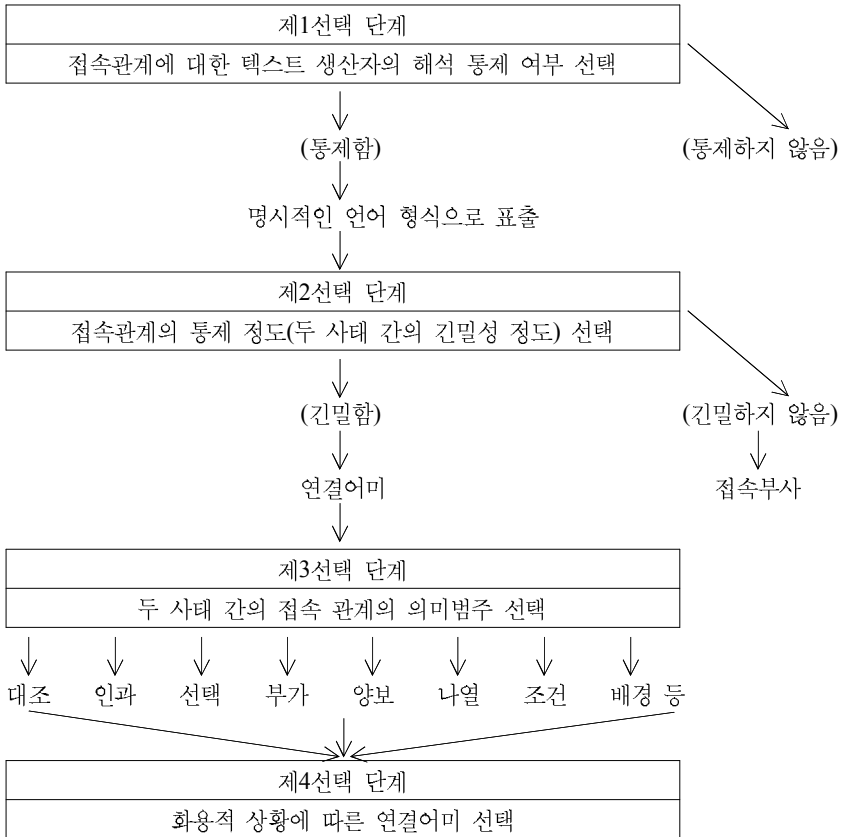 제1선택 단계
접속관계에 대한 텍스트 생산자의 해석 통제 여부 선택
(통제함) (통제하지 않음)
명시적인 언어 형식으로 표출
제2선택 단계
접속관계의 통제 정도(두 사태 간의 긴밀성 정도) 선택
(긴밀함) (긴밀하지 않음)
연결어미 접속부사
제3선택 단계
두 사태 간의 접속 관계의 의미범주 선택
대조 인과 선택 부가 양보 나열 조건 배경 등
제4선택 단계
화용적 상황에 따른 연결어미 선택